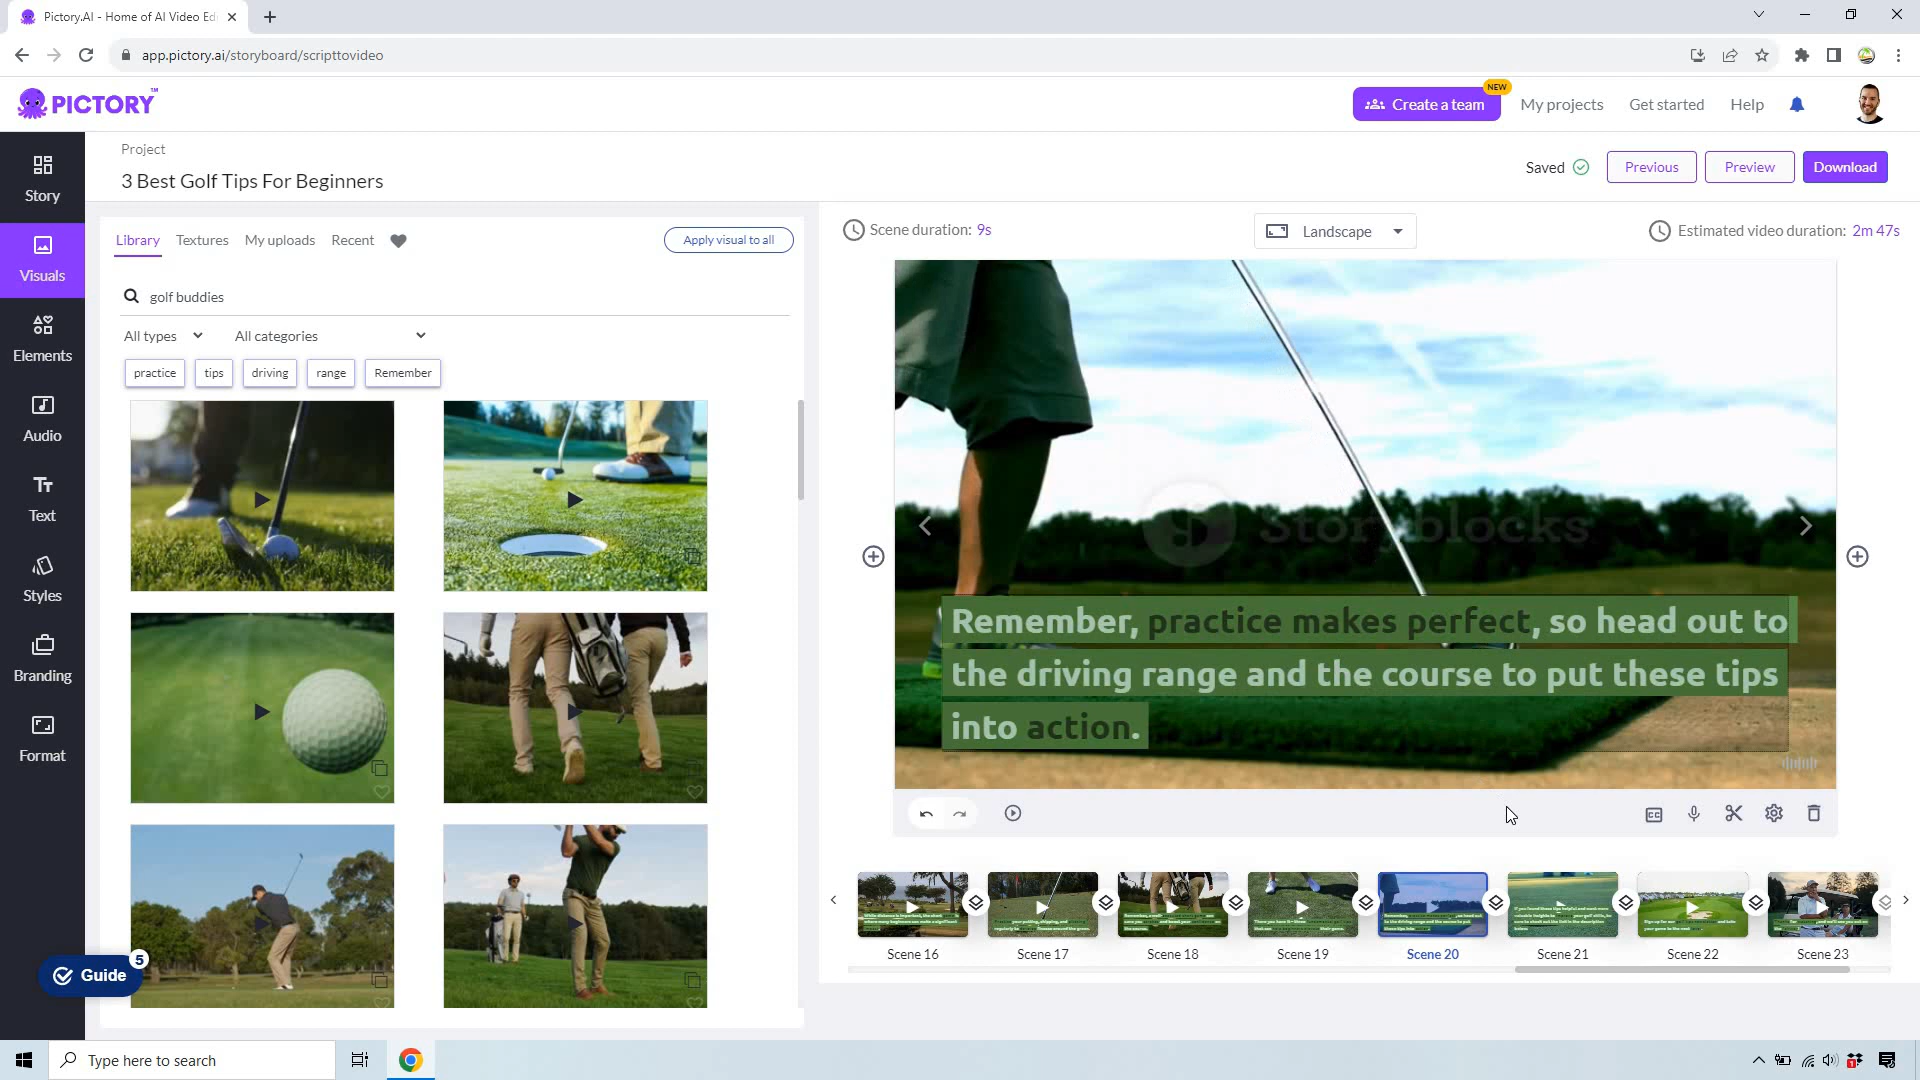 Pictory.AI - Home of AI Video Ed
app.pictory.ai/storyboard/scripttovideo
PICTORY™
Create a team
NEW
My projects
Get started
Help
Project
3 Best Golf Tips For Beginners
Saved
Previous
Preview
Download
Story
Visuals
Elements
Audio
Text
Styles
Branding
Format
Library
Textures
My uploads
Recent
Apply visual to all
golf buddies
All types
All categories
practice
tips
driving
range
Remember
Scene duration: 9s
Landscape
Estimated video duration: 2m 47s
Storyblocks
Remember, practice makes perfect, so head out to
the driving range and the course to put these tips
into action.
CC
Scene 16
Scene 17
Scene 18
Scene 19
Scene 20
Scene 21
Scene 22
Scene 23
Guide
5
Type here to search
1